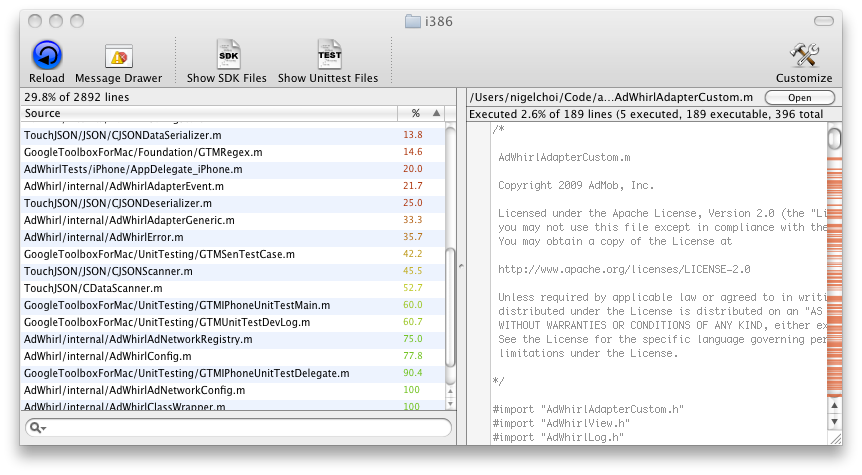 i386
Reload
Message Drawer
SDK
Show SDK Files
TEST
Show Unittest Files
Customize
29.8% of 2892 lines
Source %
TouchJSON/JSON/CJSONDataSerializer.m 13.8
GoogleToolboxForMac/Foundation/GTMRegex.m 14.6
AdWhirlTests/iPhone/AppDelegate_iPhone.m 20.0
AdWhirl/internal/AdWhirlAdapterEvent.m 21.7
TouchJSON/JSON/CJSONDeserializer.m 25.0
AdWhirl/internal/AdWhirlAdapterGeneric.m 33.3
AdWhirl/internal/AdWhirlError.m 35.7
GoogleToolboxForMac/UnitTesting/GTMSenTestCase.m 42.2
TouchJSON/JSON/CJSONScanner.m 45.5
TouchJSON/CDataScanner.m 52.7
GoogleToolboxForMac/UnitTesting/GTMIPhoneUnitTestMain.m 60.0
GoogleToolboxForMac/UnitTesting/GTMUnitTestDevLog.m 60.7
AdWhirl/internal/AdWhirlAdNetworkRegistry.m 75.0
AdWhirl/internal/AdWhirlConfig.m 77.8
GoogleToolboxForMac/UnitTesting/GTMIPhoneUnitTestDelegate.m 90.4
AdWhirl/internal/AdWhirlAdNetworkConfig.m 100
AdWhirl/internal/AdWhirlClassWrapper.m 100
/Users/nigelchoi/Code/a...AdWhirlAdapterCustom.m
Open
Executed 2.6% of 189 lines (5 executed, 189 executable, 396 total
/*
AdWhirlAdapterCustom.m
Copyright 2009 AdMob, Inc.
Licensed under the Apache License, Version 2.0 (the "Li
you may not use this file except in compliance with the
You may obtain a copy of the License at
http://www.apache.org/licenses/LICENSE-2.0
Unless required by applicable law or agreed to in writi
distributed under the License is distributed on an "AS
WITHOUT WARRANTIES OR CONDITIONS OF ANY KIND, either ex
See the License for the specific language governing per
limitations under the License.
*/
#import "AdWhirlAdapterCustom.h"
#import "AdWhirlView.h"
#import "AdWhirlLog.h"